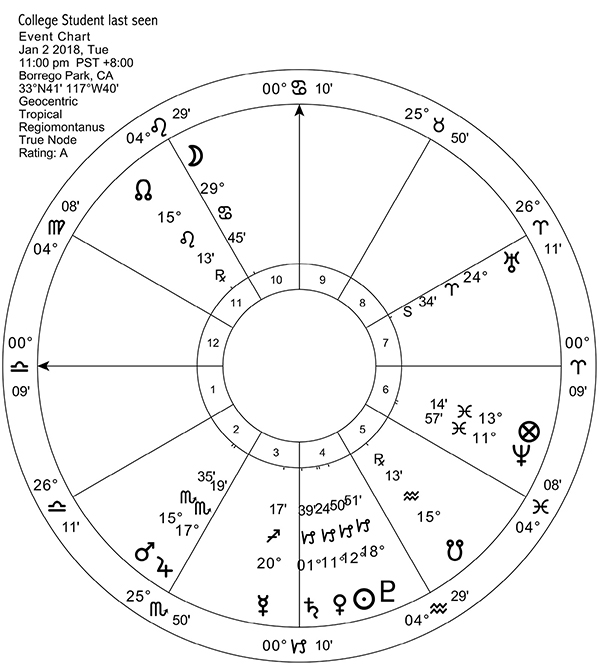 College Student last seen
Event Chart
Jan 2 2018, Tue
11:00 pm PST +8:00
Borrego Park, CA
33°N41' 117°W40'
Geocentric
Tropical
Regiomontanus
True Node
Rating: A
00° ♋ 10'
25° ♉ 50'
26° ♈ 11'
00° ♈ 09'
08' ♓ 04°
04° ♒ 29'
00° ♑ 10'
25° ♏ 50'
26° ♎ 11'
00° ♎ 09'
04° ♍ 08'
04° ♌ 29'
☽ 29° ♋ 45'
☊ 15° ♌ 13' ℞
♅ 24° ♈ 34' S
⊗ 13° ♓ 14'
♆ 11° ♓ 57'
☋ 15° ♒ 13' ℞
♇ 18° ♑ 51'
☉ 12° ♑ 50'
♀ 11° ♑ 24'
♄ 01° ♑ 39'
☿ 20° ♐ 17'
♃ 17° ♏ 19'
♂ 15° ♏ 35'
1
2
3
4
5
6
7
8
9
10
11
12